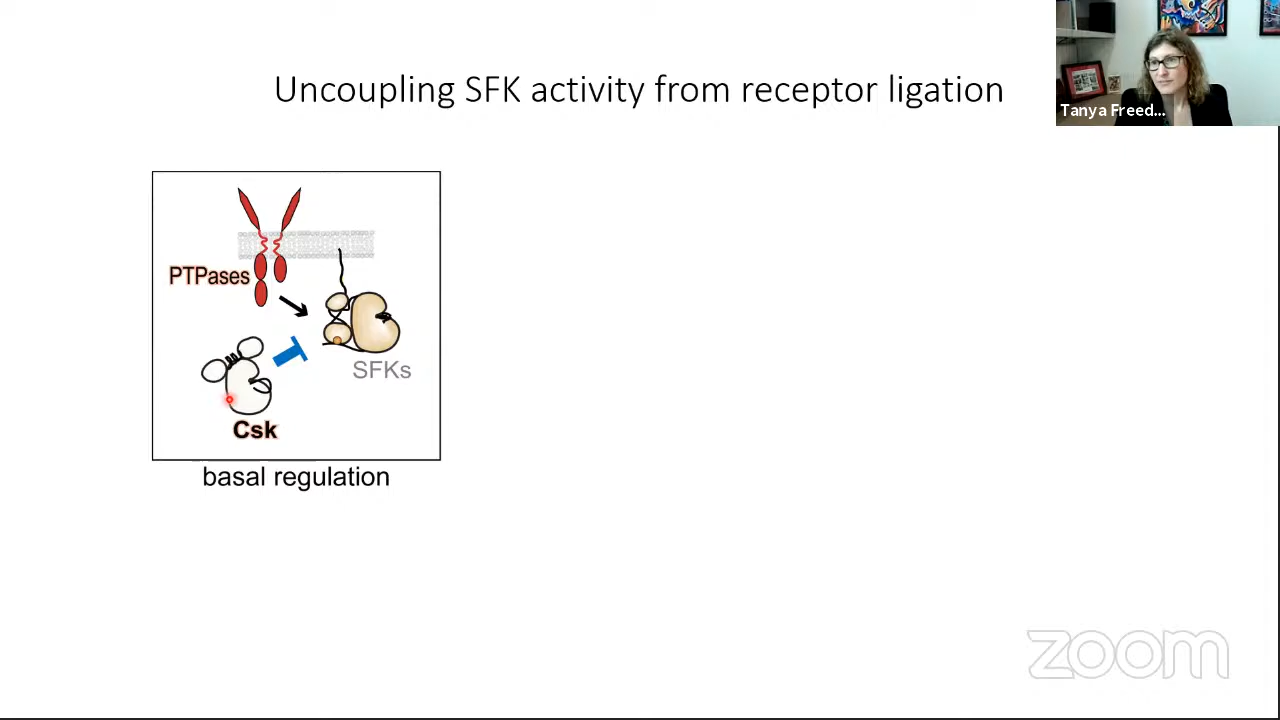 Uncoupling SFK activity from receptor ligation
Tanya Freed...
PTPases
SFKs
Csk
basal regulation
zoom